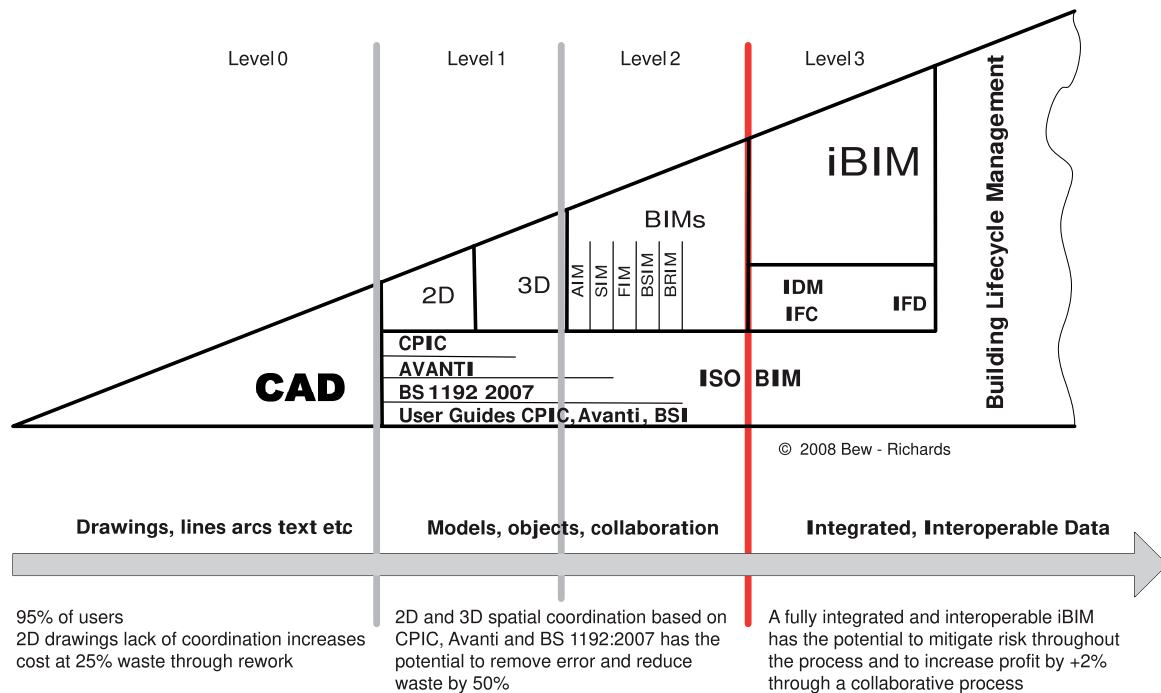 Level 0
Level 1
Level 2
Level 3
iBIM
BIMs
2D
3D
AIM
SIM
FIM
BSIM
BRIM
IDM
IFC
IFD
Building Lifecycle Management
CAD
CPIC
AVANTI
BS 1192 2007
User Guides CPIC, Avanti, BSI
ISO BIM
© 2008 Bew - Richards
Drawings, lines arcs text etc
Models, objects, collaboration
Integrated, Interoperable Data
95% of users
2D drawings lack of coordination increases
cost at 25% waste through rework
2D and 3D spatial coordination based on
CPIC, Avanti and BS 1192:2007 has the
potential to remove error and reduce
waste by 50%
A fully integrated and interoperable iBIM
has the potential to mitigate risk throughout
the process and to increase profit by +2%
through a collaborative process